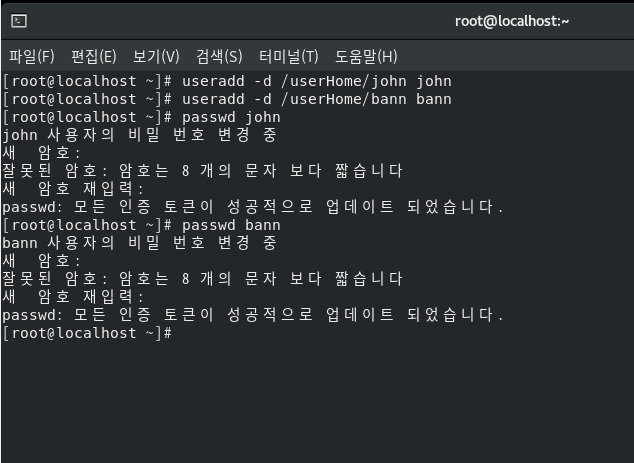 root@localhost:~
파일(F) 편집(E) 보기(V) 검색(S) 터미널(T) 도움말(H)
[root@localhost ~]# useradd -d /userHome/john john
[root@localhost ~]# useradd -d /userHome/bann bann
[root@localhost ~]# passwd john
john 사용자의 비밀 번호 변경 중
새 암호:
잘못된 암호: 암호는 8 개의 문자 보다 짧습니다
새 암호 재입력:
passwd: 모든 인증 토큰이 성공적으로 업데이트 되었습니다.
[root@localhost ~]# passwd bann
bann 사용자의 비밀 번호 변경 중
새 암호:
잘못된 암호: 암호는 8 개의 문자 보다 짧습니다
새 암호 재입력:
passwd: 모든 인증 토큰이 성공적으로 업데이트 되었습니다.
[root@localhost ~]#